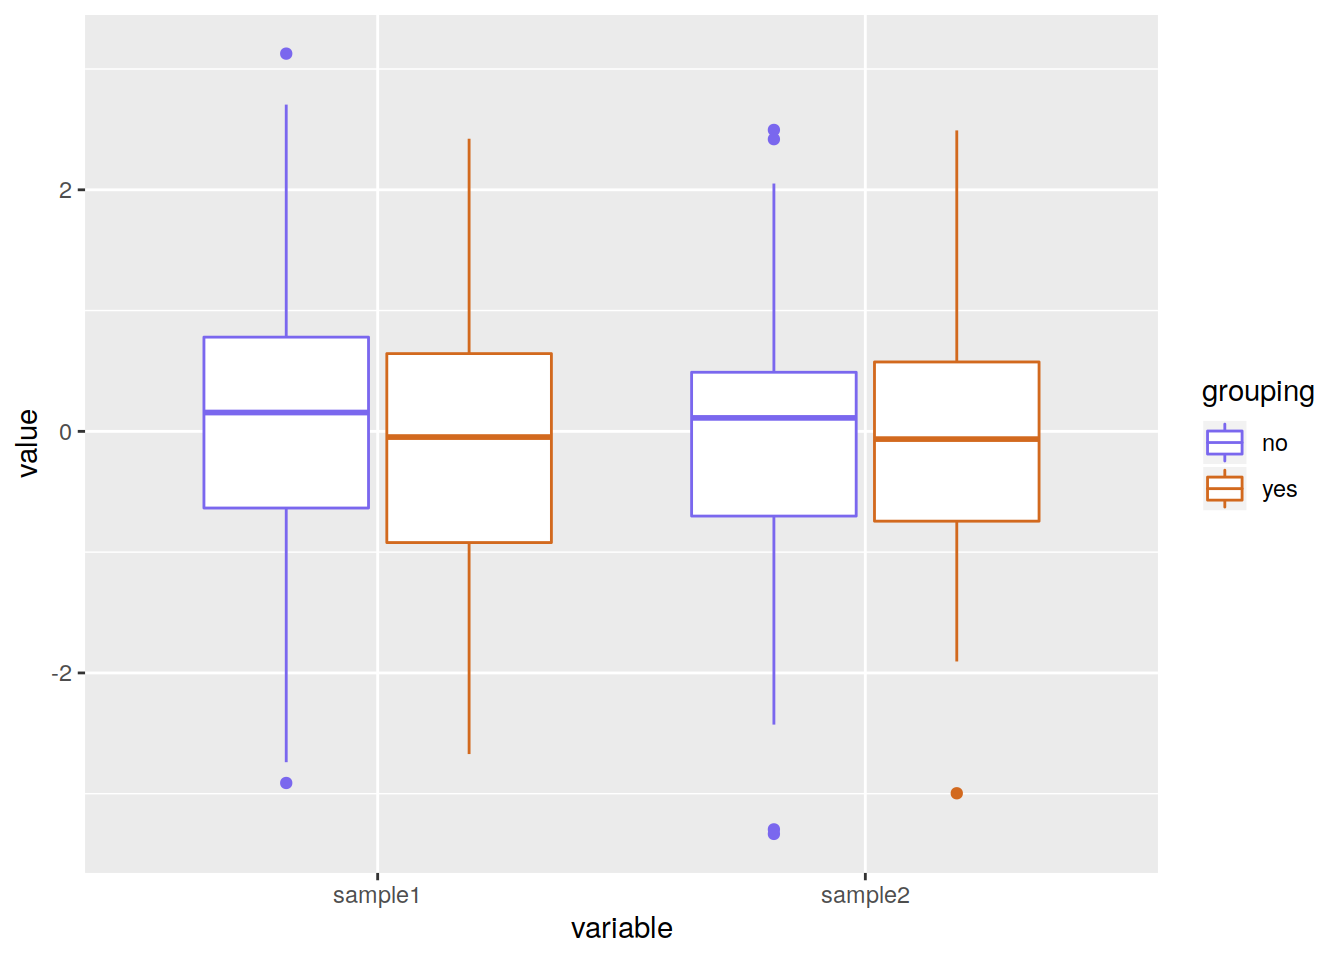 value
2
0
-2
sample1
sample2
variable
grouping
no
yes